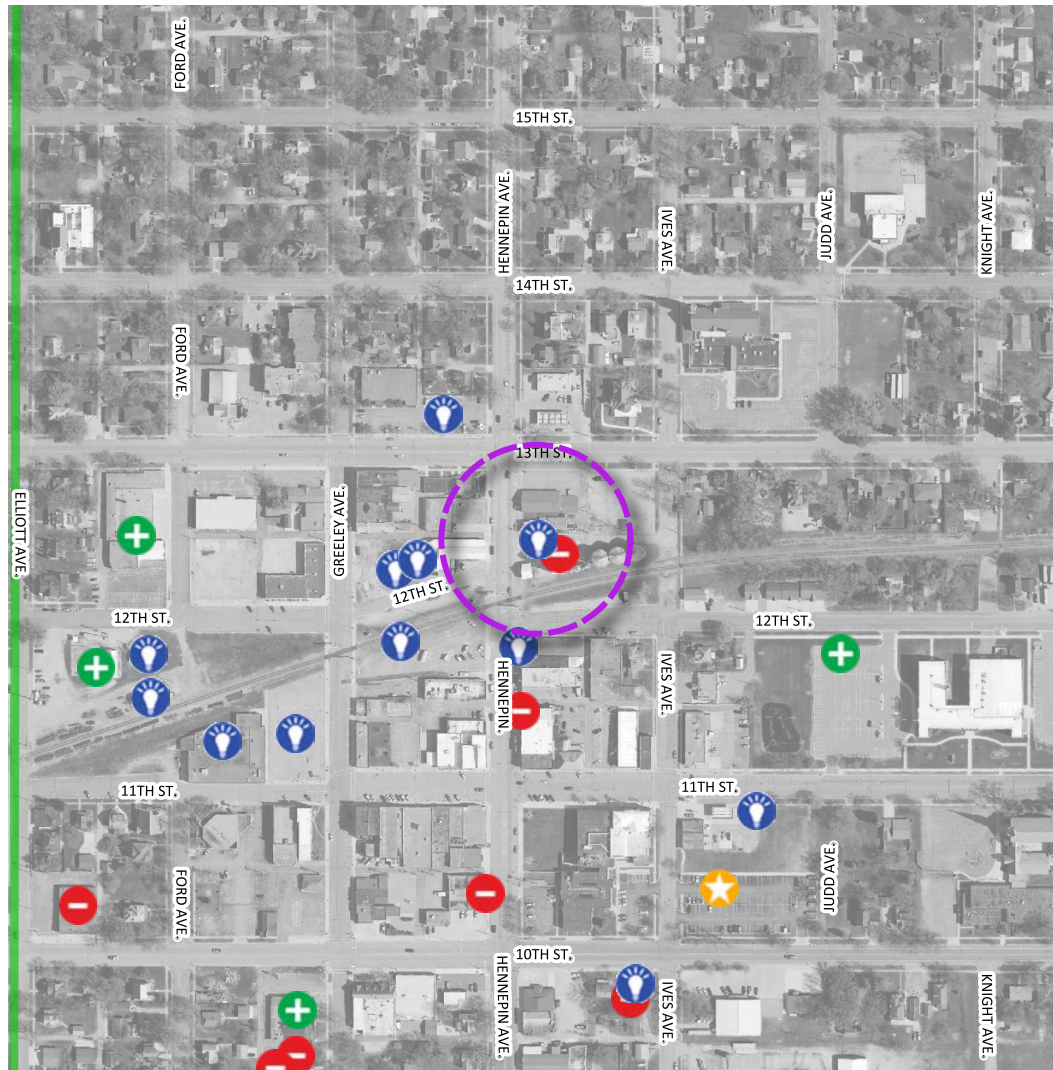 FORD AVE.
15TH ST.
HENNEPIN AVE.
IVES AVE.
JUDD AVE.
KNIGHT AVE.
14TH ST.
FORD AVE.
13TH ST.
ELLIOTT AVE.
GREELEY AVE.
12TH ST.
12TH ST.
12TH ST.
HENNEPIN.
IVES AVE.
11TH ST.
11TH ST.
FORD AVE.
JUDD AVE.
10TH ST.
HENNEPIN AVE.
IVES AVE.
KNIGHT AVE.